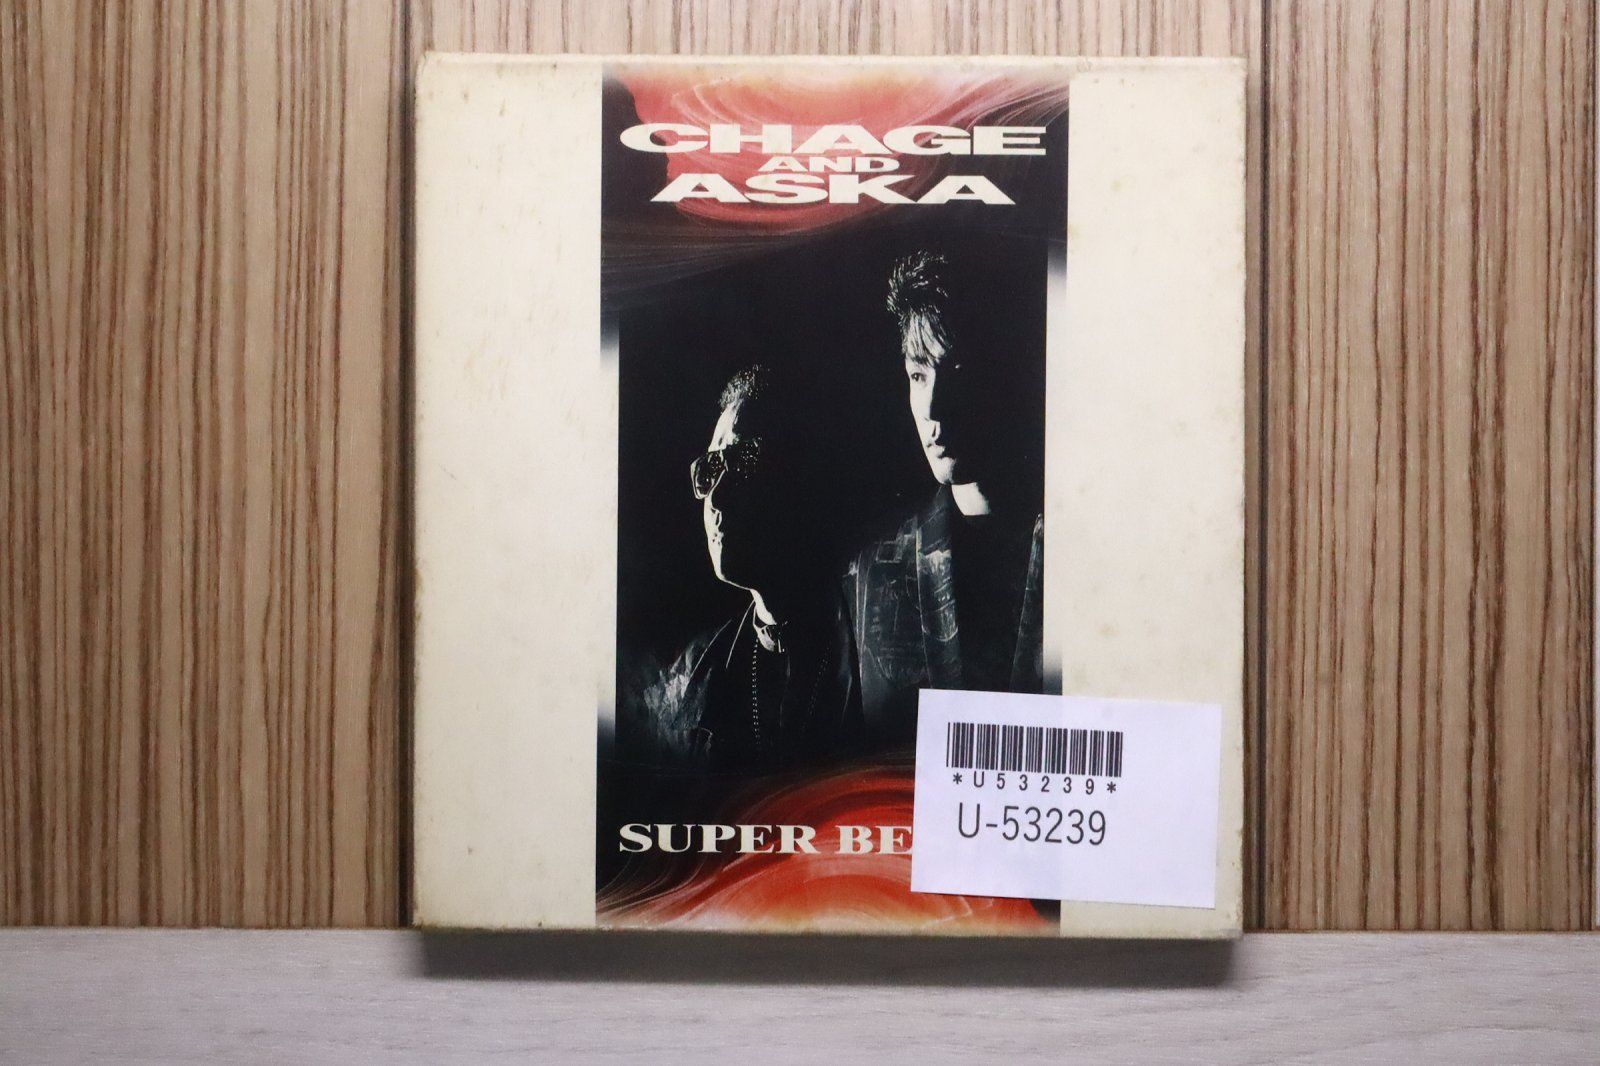 CHAGE
AND
ASKA
SUPER BE
*U53239*
U-53239